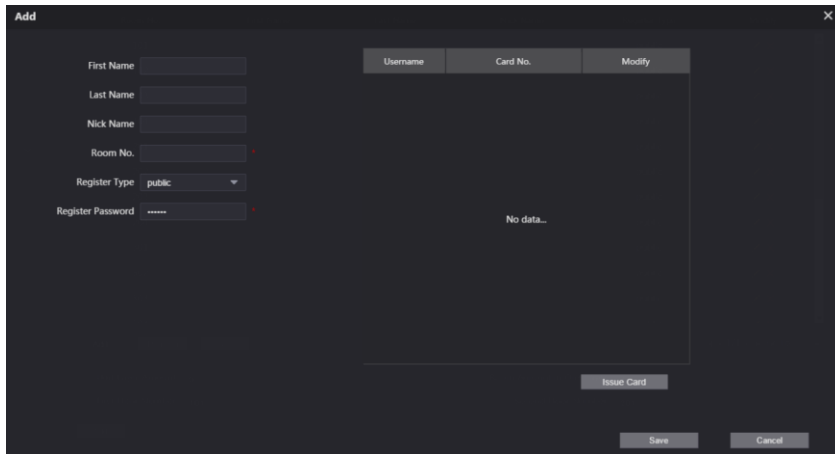 Add
First Name
Last Name
Nick Name
Room No. *
Register Type public
Register Password •••••• *
Username Card No. Modify
No data...
Issue Card
Save Cancel